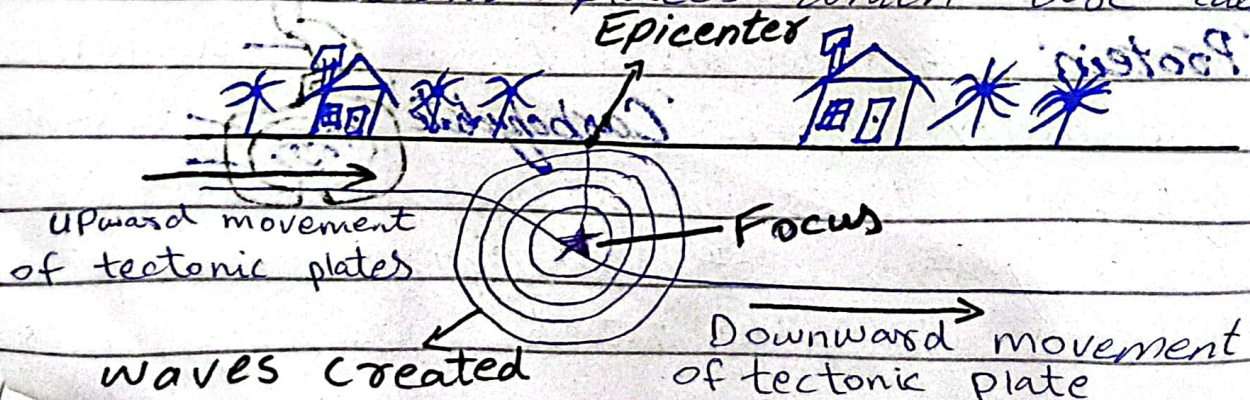 Epicenter
Focus
upward movement
of tectonic plates
Downward movement
of tectonic plate
waves created